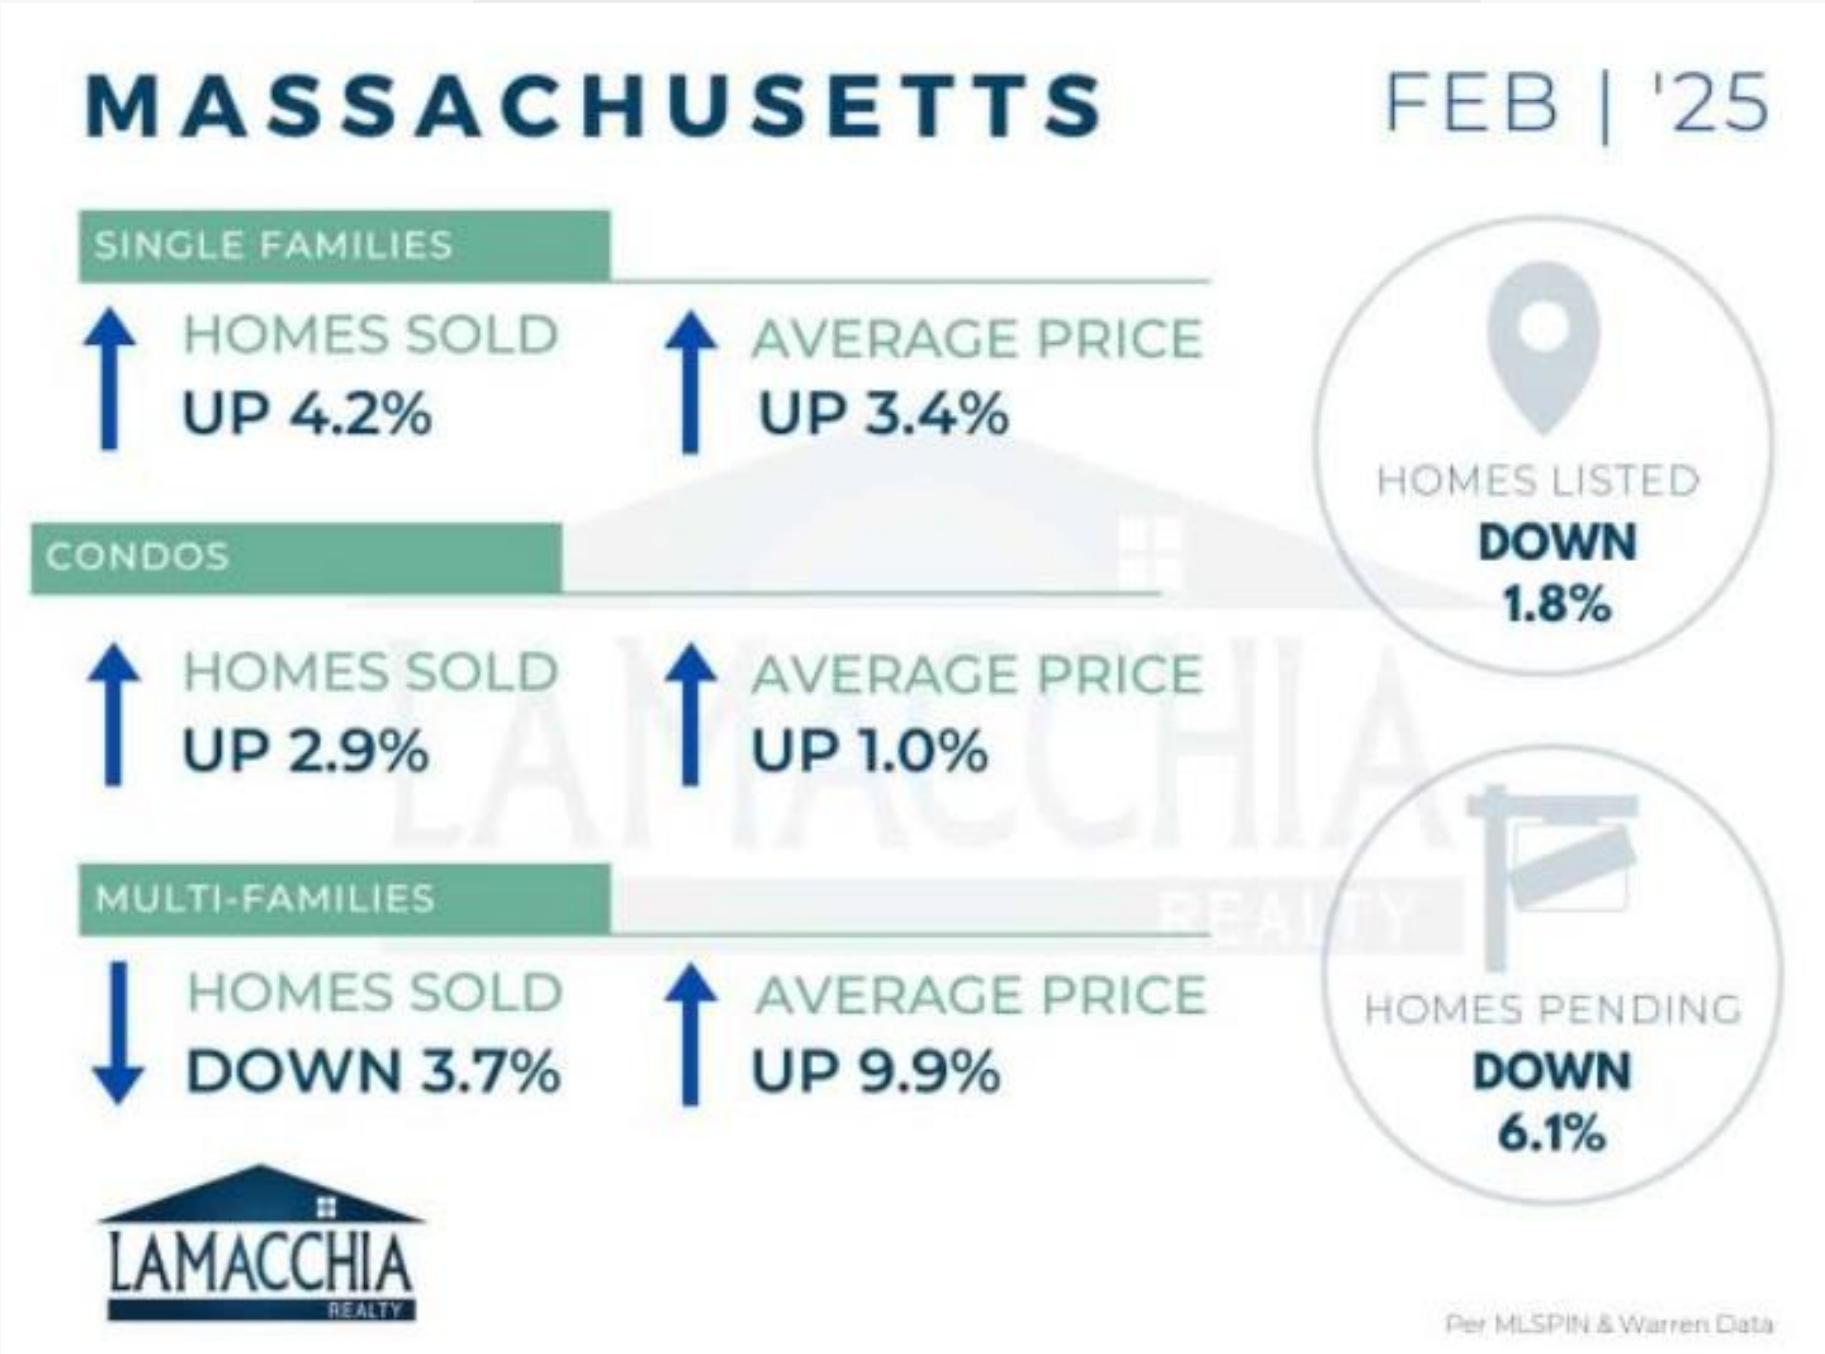 MASSACHUSETTS
FEB | '25
SINGLE FAMILIES
HOMES SOLD
UP 4.2%
AVERAGE PRICE
UP 3.4%
HOMES LISTED
DOWN
1.8%
CONDOS
HOMES SOLD
UP 2.9%
AVERAGE PRICE
UP 1.0%
MULTI-FAMILIES
HOMES SOLD
DOWN 3.7%
AVERAGE PRICE
UP 9.9%
HOMES PENDING
DOWN
6.1%
LAMACCHIA
REALTY
LAMACCHIA
REALTY
Per MLSPIN & Warren Data